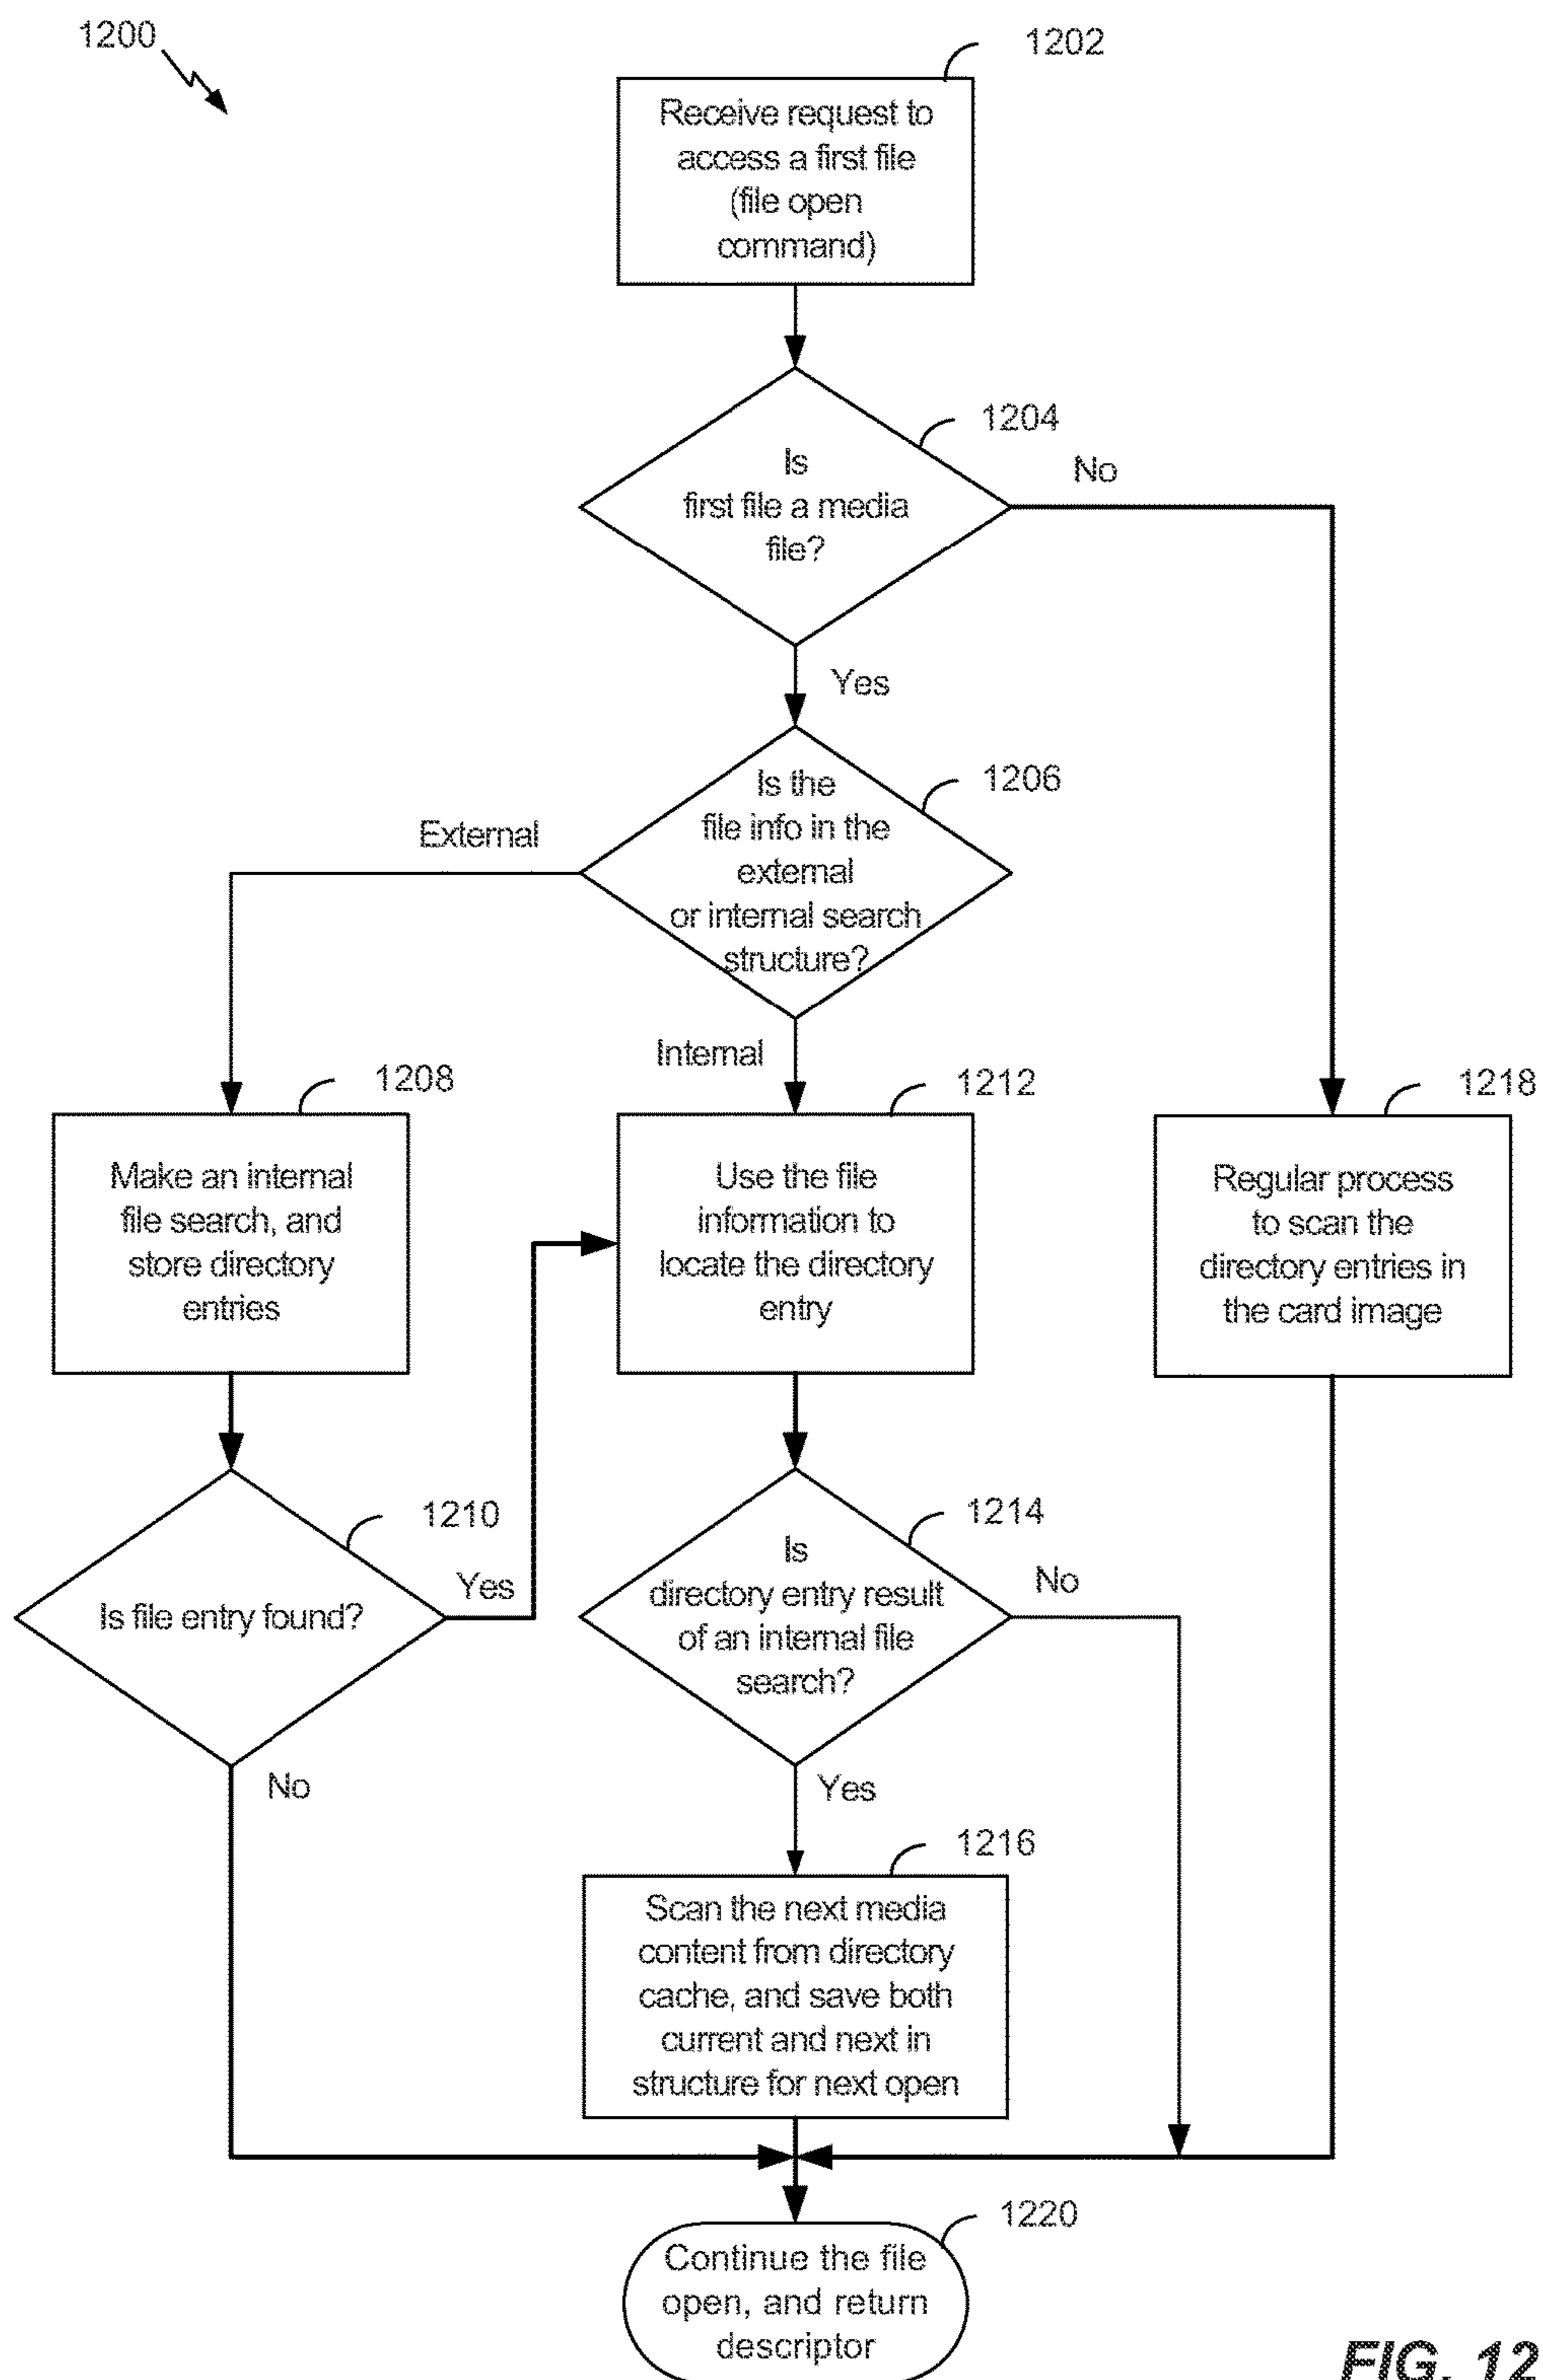 1200
1202
Receive request to
access a first file
(file open
command)
1204
Is
first file a media
file?
No
Yes
1206
Is the
file info in the
external
or internal search
structure?
External
Internal
1208
Make an internal
file search, and
store directory
entries
1212
Use the file
information to
locate the directory
entry
1218
Regular process
to scan the
directory entries in
the card image
1210
Is file entry found?
Yes
No
1214
Is
directory entry result
of an internal file
search?
No
Yes
1216
Scan the next media
content from directory
cache, and save both
current and next in
structure for next open
1220
Continue the file
open, and return
descriptor
FIG. 12